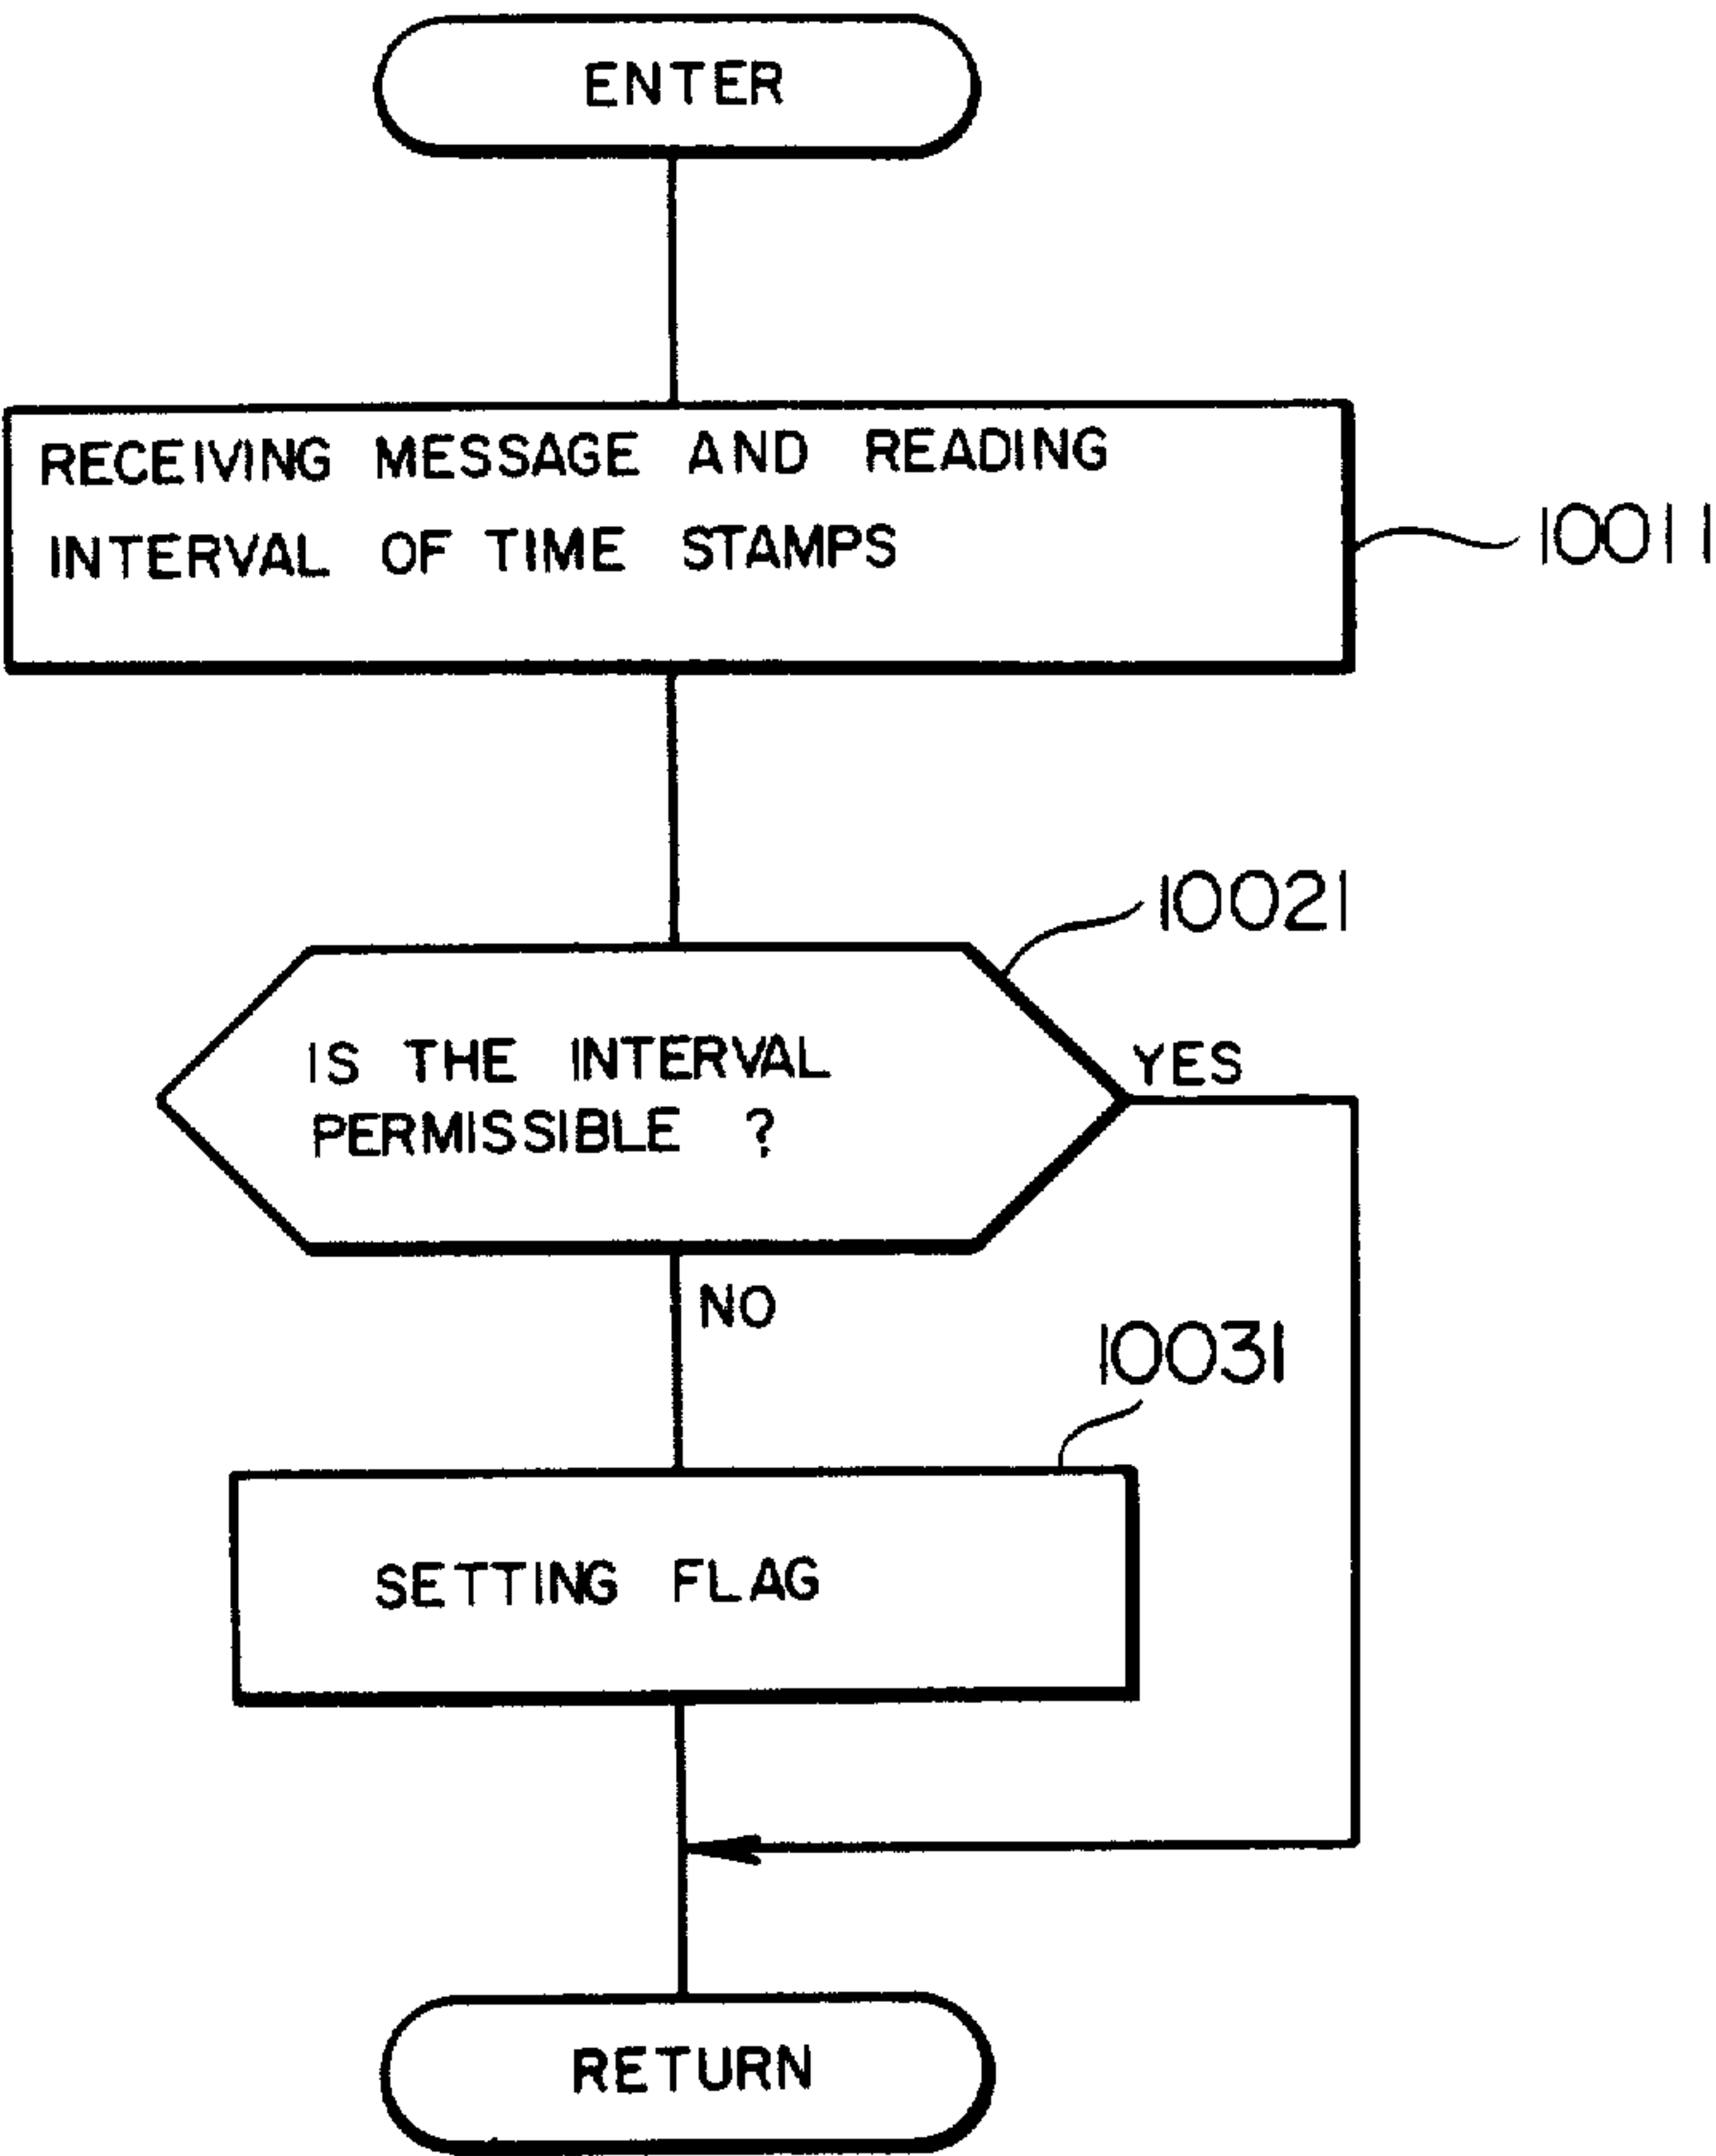 ENTER
RECEIVING MESSAGE AND READING
INTERVAL OF TIME STAMPS
10011
10021
IS THE INTERVAL
PERMISSIBLE ?
YES
NO
10031
SETTING FLAG
RETURN